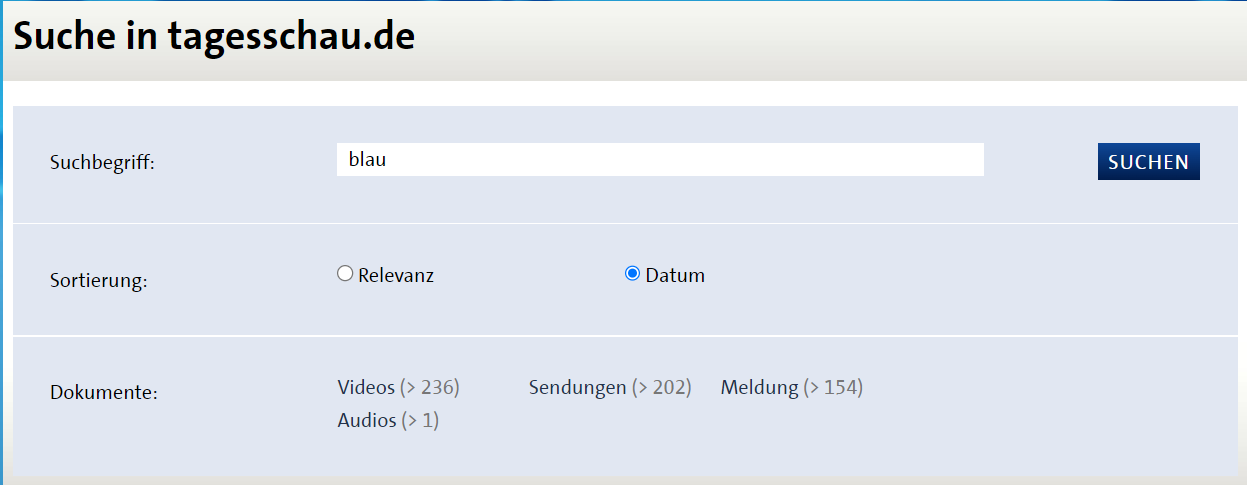 Suche in tagesschau.de
Suchbegriff: blau SUCHEN
Sortierung: Relevanz Datum
Dokumente: Videos (> 236) Sendungen (> 202) Meldung (> 154)
Audios (> 1)